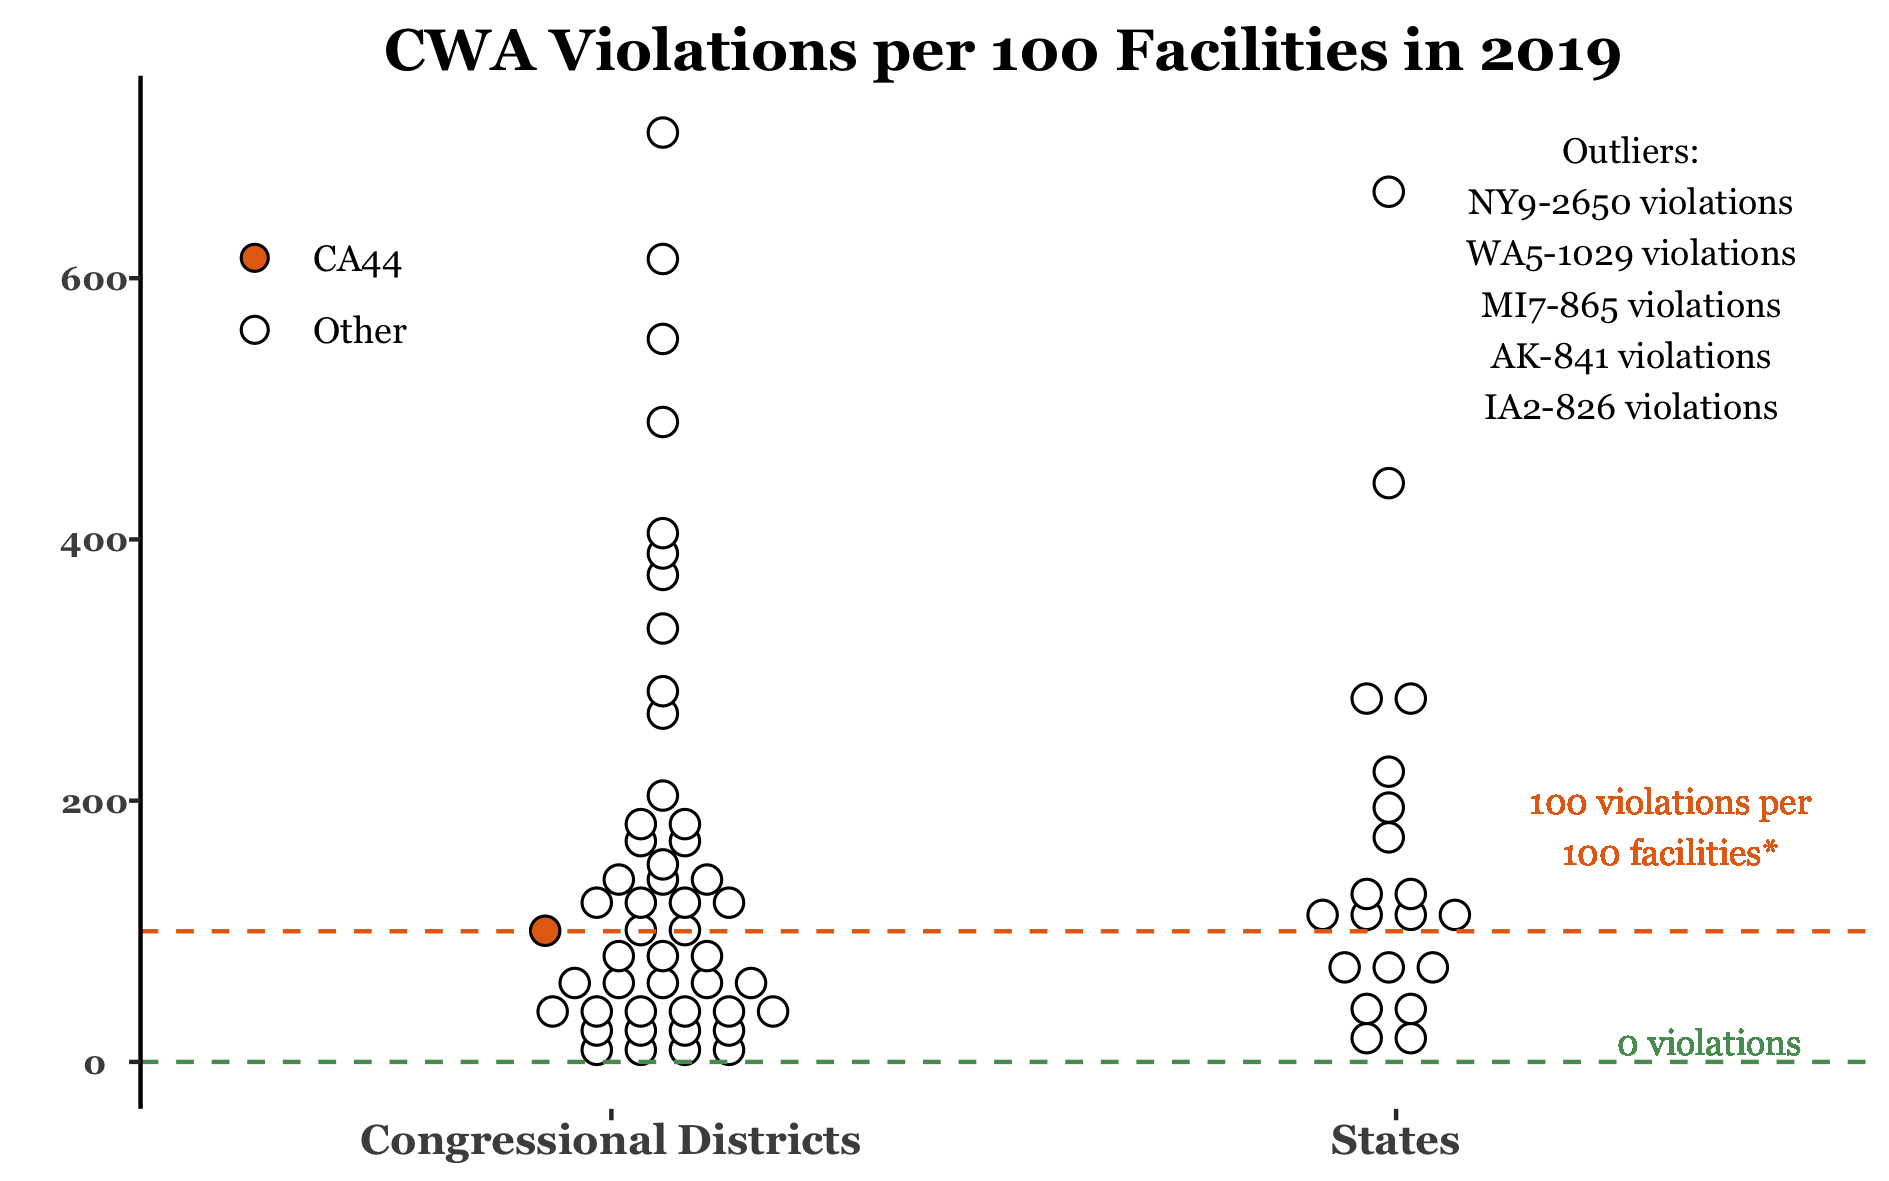 CWA Violations per 100 Facilities in 2019
Outliers:
NY9-2650 violations
WA5-1029 violations
MI7-865 violations
AK-841 violations
IA2-826 violations
CA44
Other
600
400
200
0
100 violations per
100 facilities*
0 violations
Congressional Districts
States